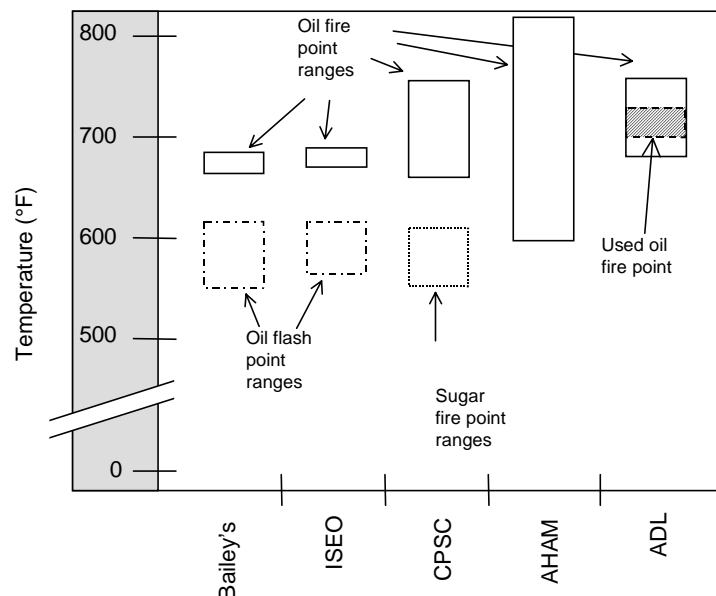 800
700
600
500
0
Temperature (°F)
Oil fire
point
ranges
Used oil
fire point
Oil flash
point
ranges
Sugar
fire point
ranges
Bailey's
ISEO
CPSC
AHAM
ADL